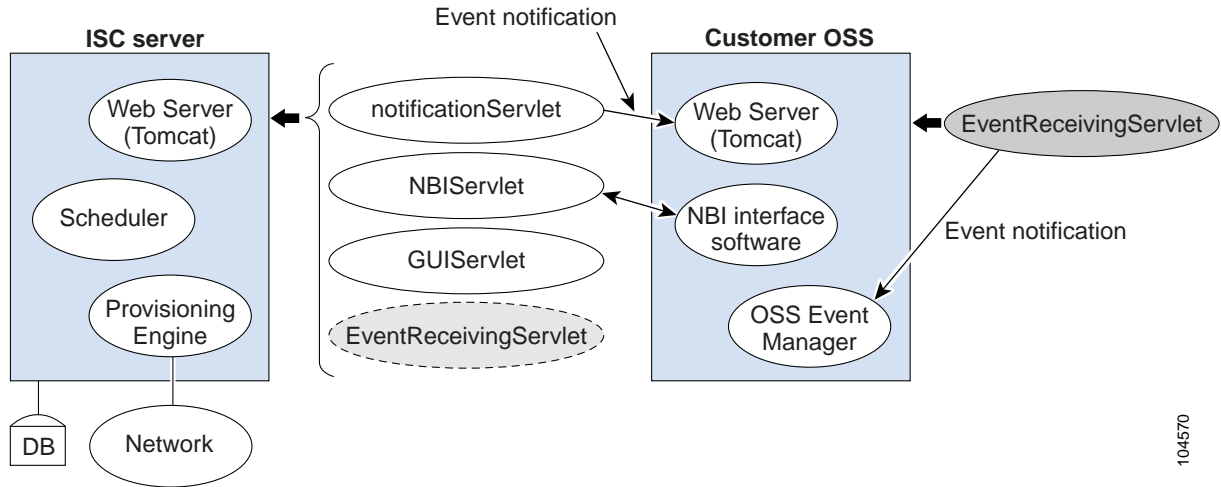 Event notification
ISC server
Customer OSS
Web Server
(Tomcat)
notificationServlet
Web Server
(Tomcat)
EventReceivingServlet
NBIServlet
Scheduler
NBI interface
software
Event notification
GUIServlet
Provisioning
Engine
EventReceivingServlet
OSS Event
Manager
DB
Network
104570